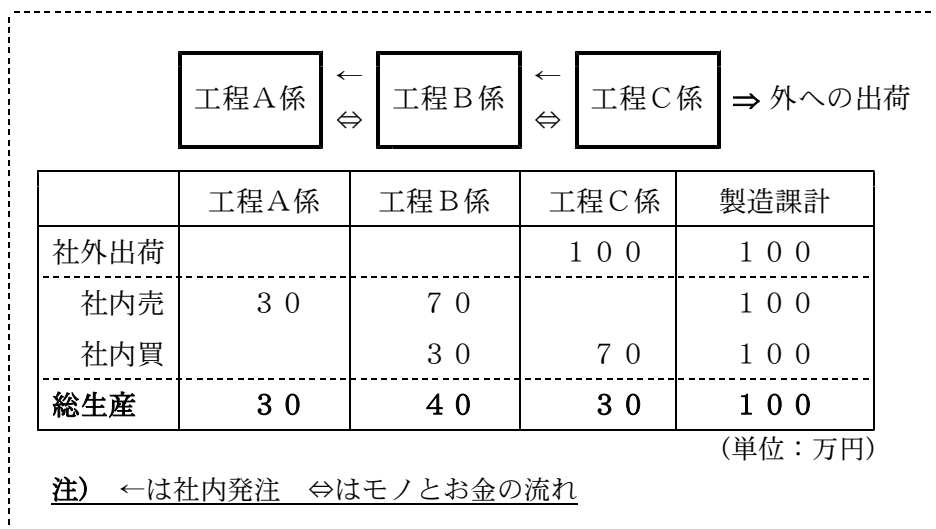 工程A係 ← ⇔ 工程B係 ← ⇔ 工程C係 ⇒ 外への出荷
工程A係 工程B係 工程C係 製造課計
社外出荷 100 100
社内売 30 70 100
社内買 30 70 100
総生産 30 40 30 100
(単位:万円)
注) ←は社内発注 ⇔はモノとお金の流れ